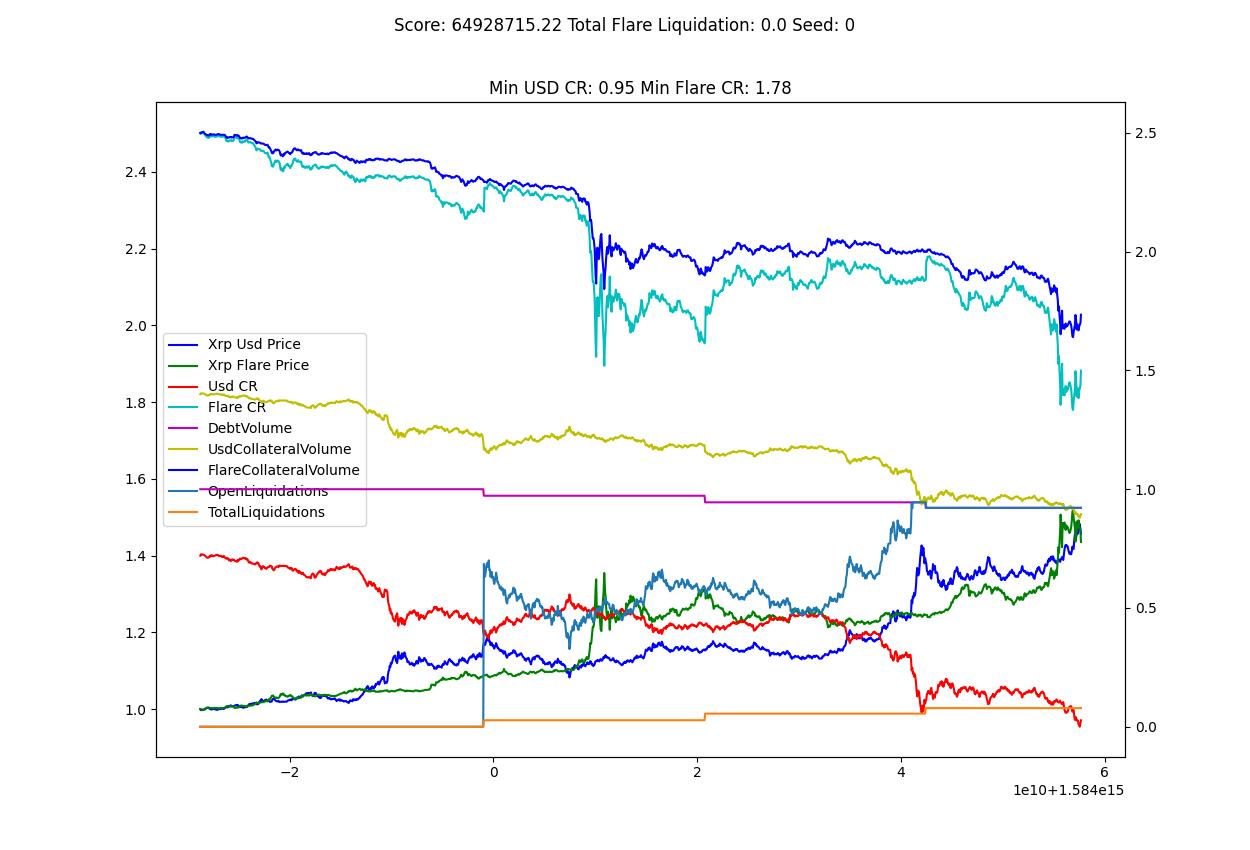 Score: 64928715.22 Total Flare Liquidation: 0.0 Seed: 0
Min USD CR: 0.95 Min Flare CR: 1.78
2.4
2.2
2.0
1.8
1.6
1.4
1.2
1.0
2.5
2.0
1.5
1.0
0.5
0.0
Xrp Usd Price
Xrp Flare Price
Usd CR
Flare CR
DebtVolume
UsdCollateralVolume
FlareCollateralVolume
OpenLiquidations
TotalLiquidations
−2 0 2 4 6
1e10+1.584e15